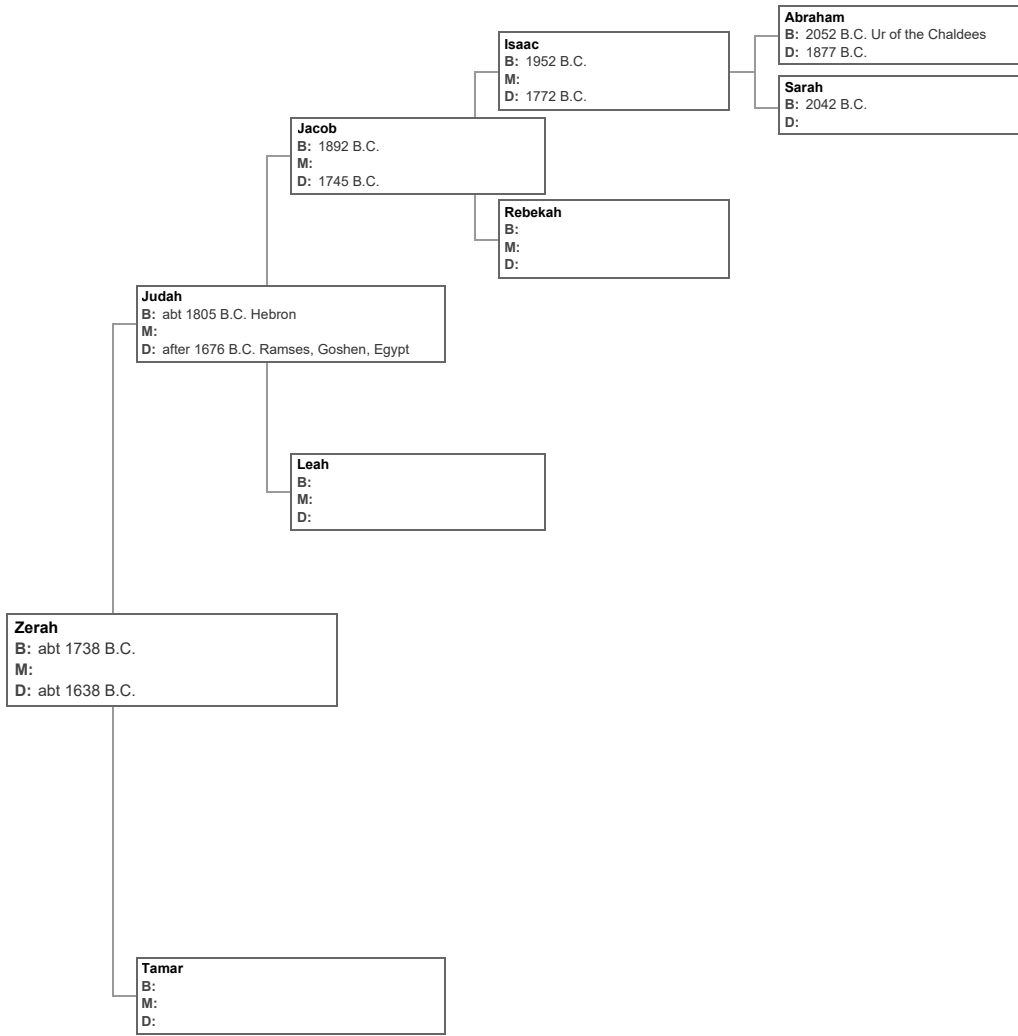 Abraham
B: 2052 B.C. Ur of the Chaldees
D: 1877 B.C.
Isaac
B: 1952 B.C.
M:
D: 1772 B.C.
Sarah
B: 2042 B.C.
D:
Jacob
B: 1892 B.C.
M:
D: 1745 B.C.
Rebekah
B:
M:
D:
Judah
B: abt 1805 B.C. Hebron
M:
D: after 1676 B.C. Ramses, Goshen, Egypt
Leah
B:
M:
D:
Zerah
B: abt 1738 B.C.
M:
D: abt 1638 B.C.
Tamar
B:
M:
D: